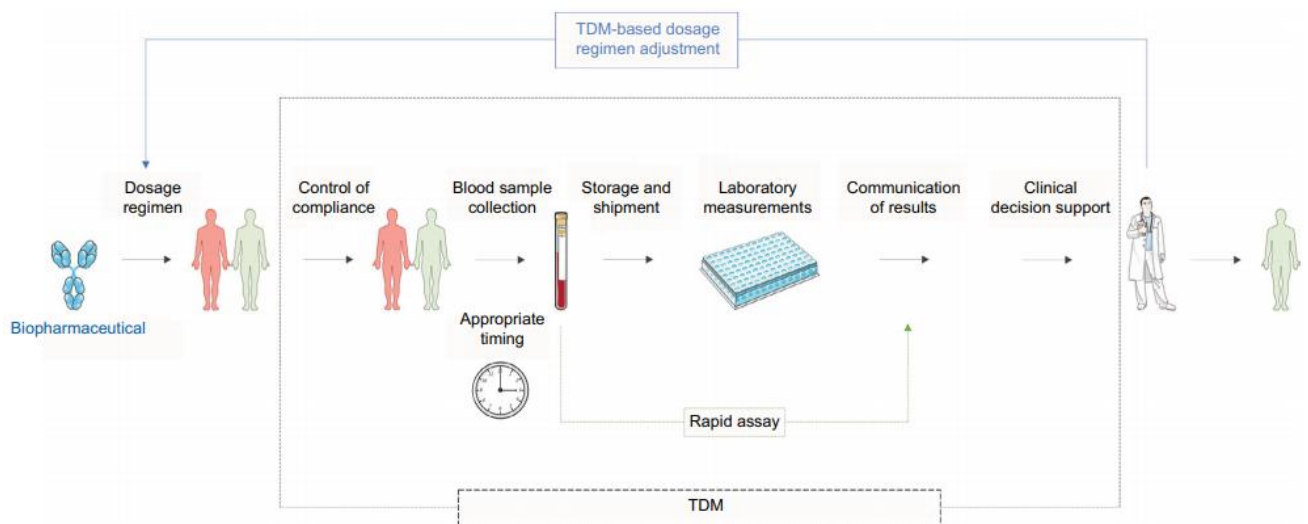 TDM-based dosage
regimen adjustment
Dosage
regimen
Control of
compliance
Blood sample
collection
Storage and
shipment
Laboratory
measurements
Communication
of results
Clinical
decision support
Biopharmaceutical
Appropriate
timing
Rapid assay
TDM